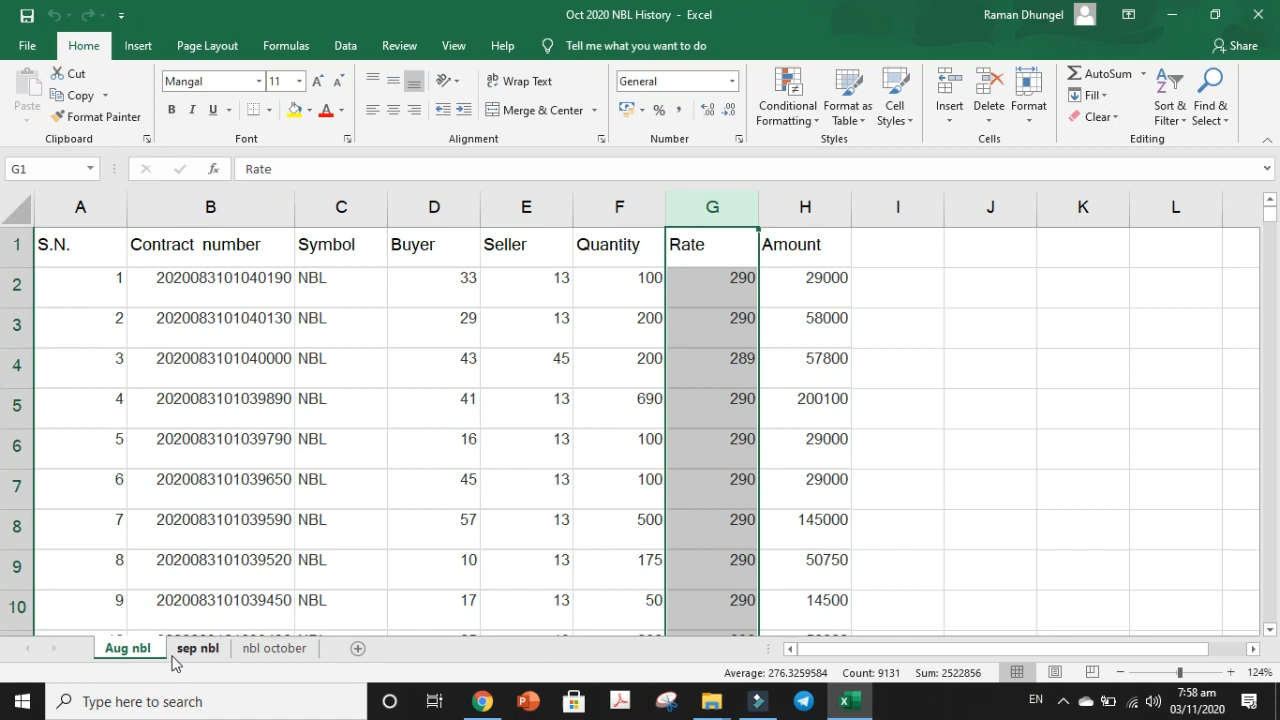 Oct 2020 NBL History - Excel
Raman Dhungel
File Home Insert Page Layout Formulas Data Review View Help Tell me what you want to do Share
Paste
Cut
Copy
Format Painter
Clipboard
Mangal 11
B I U
Font
Wrap Text
Merge & Center
Alignment
General
Number
Conditional Formatting
Format as Table
Cell Styles
Styles
Insert Delete Format
Cells
AutoSum
Fill
Clear
Sort & Filter
Find & Select
Editing
G1 fx Rate
A B C D E F G H I J K L
1 S.N. Contract number Symbol Buyer Seller Quantity Rate Amount
2 1 2020083101040190 NBL 33 13 100 290 29000
3 2 2020083101040130 NBL 29 13 200 290 58000
4 3 2020083101040000 NBL 43 45 200 289 57800
5 4 2020083101039890 NBL 41 13 690 290 200100
6 5 2020083101039790 NBL 16 13 100 290 29000
7 6 2020083101039650 NBL 45 13 100 290 29000
8 7 2020083101039590 NBL 57 13 500 290 145000
9 8 2020083101039520 NBL 10 13 175 290 50750
10 9 2020083101039450 NBL 17 13 50 290 14500
Aug nbl sep nbl nbl october
Average: 276.3259584 Count: 9131 Sum: 2522856 124%
Type here to search
EN
7:58 am
03/11/2020